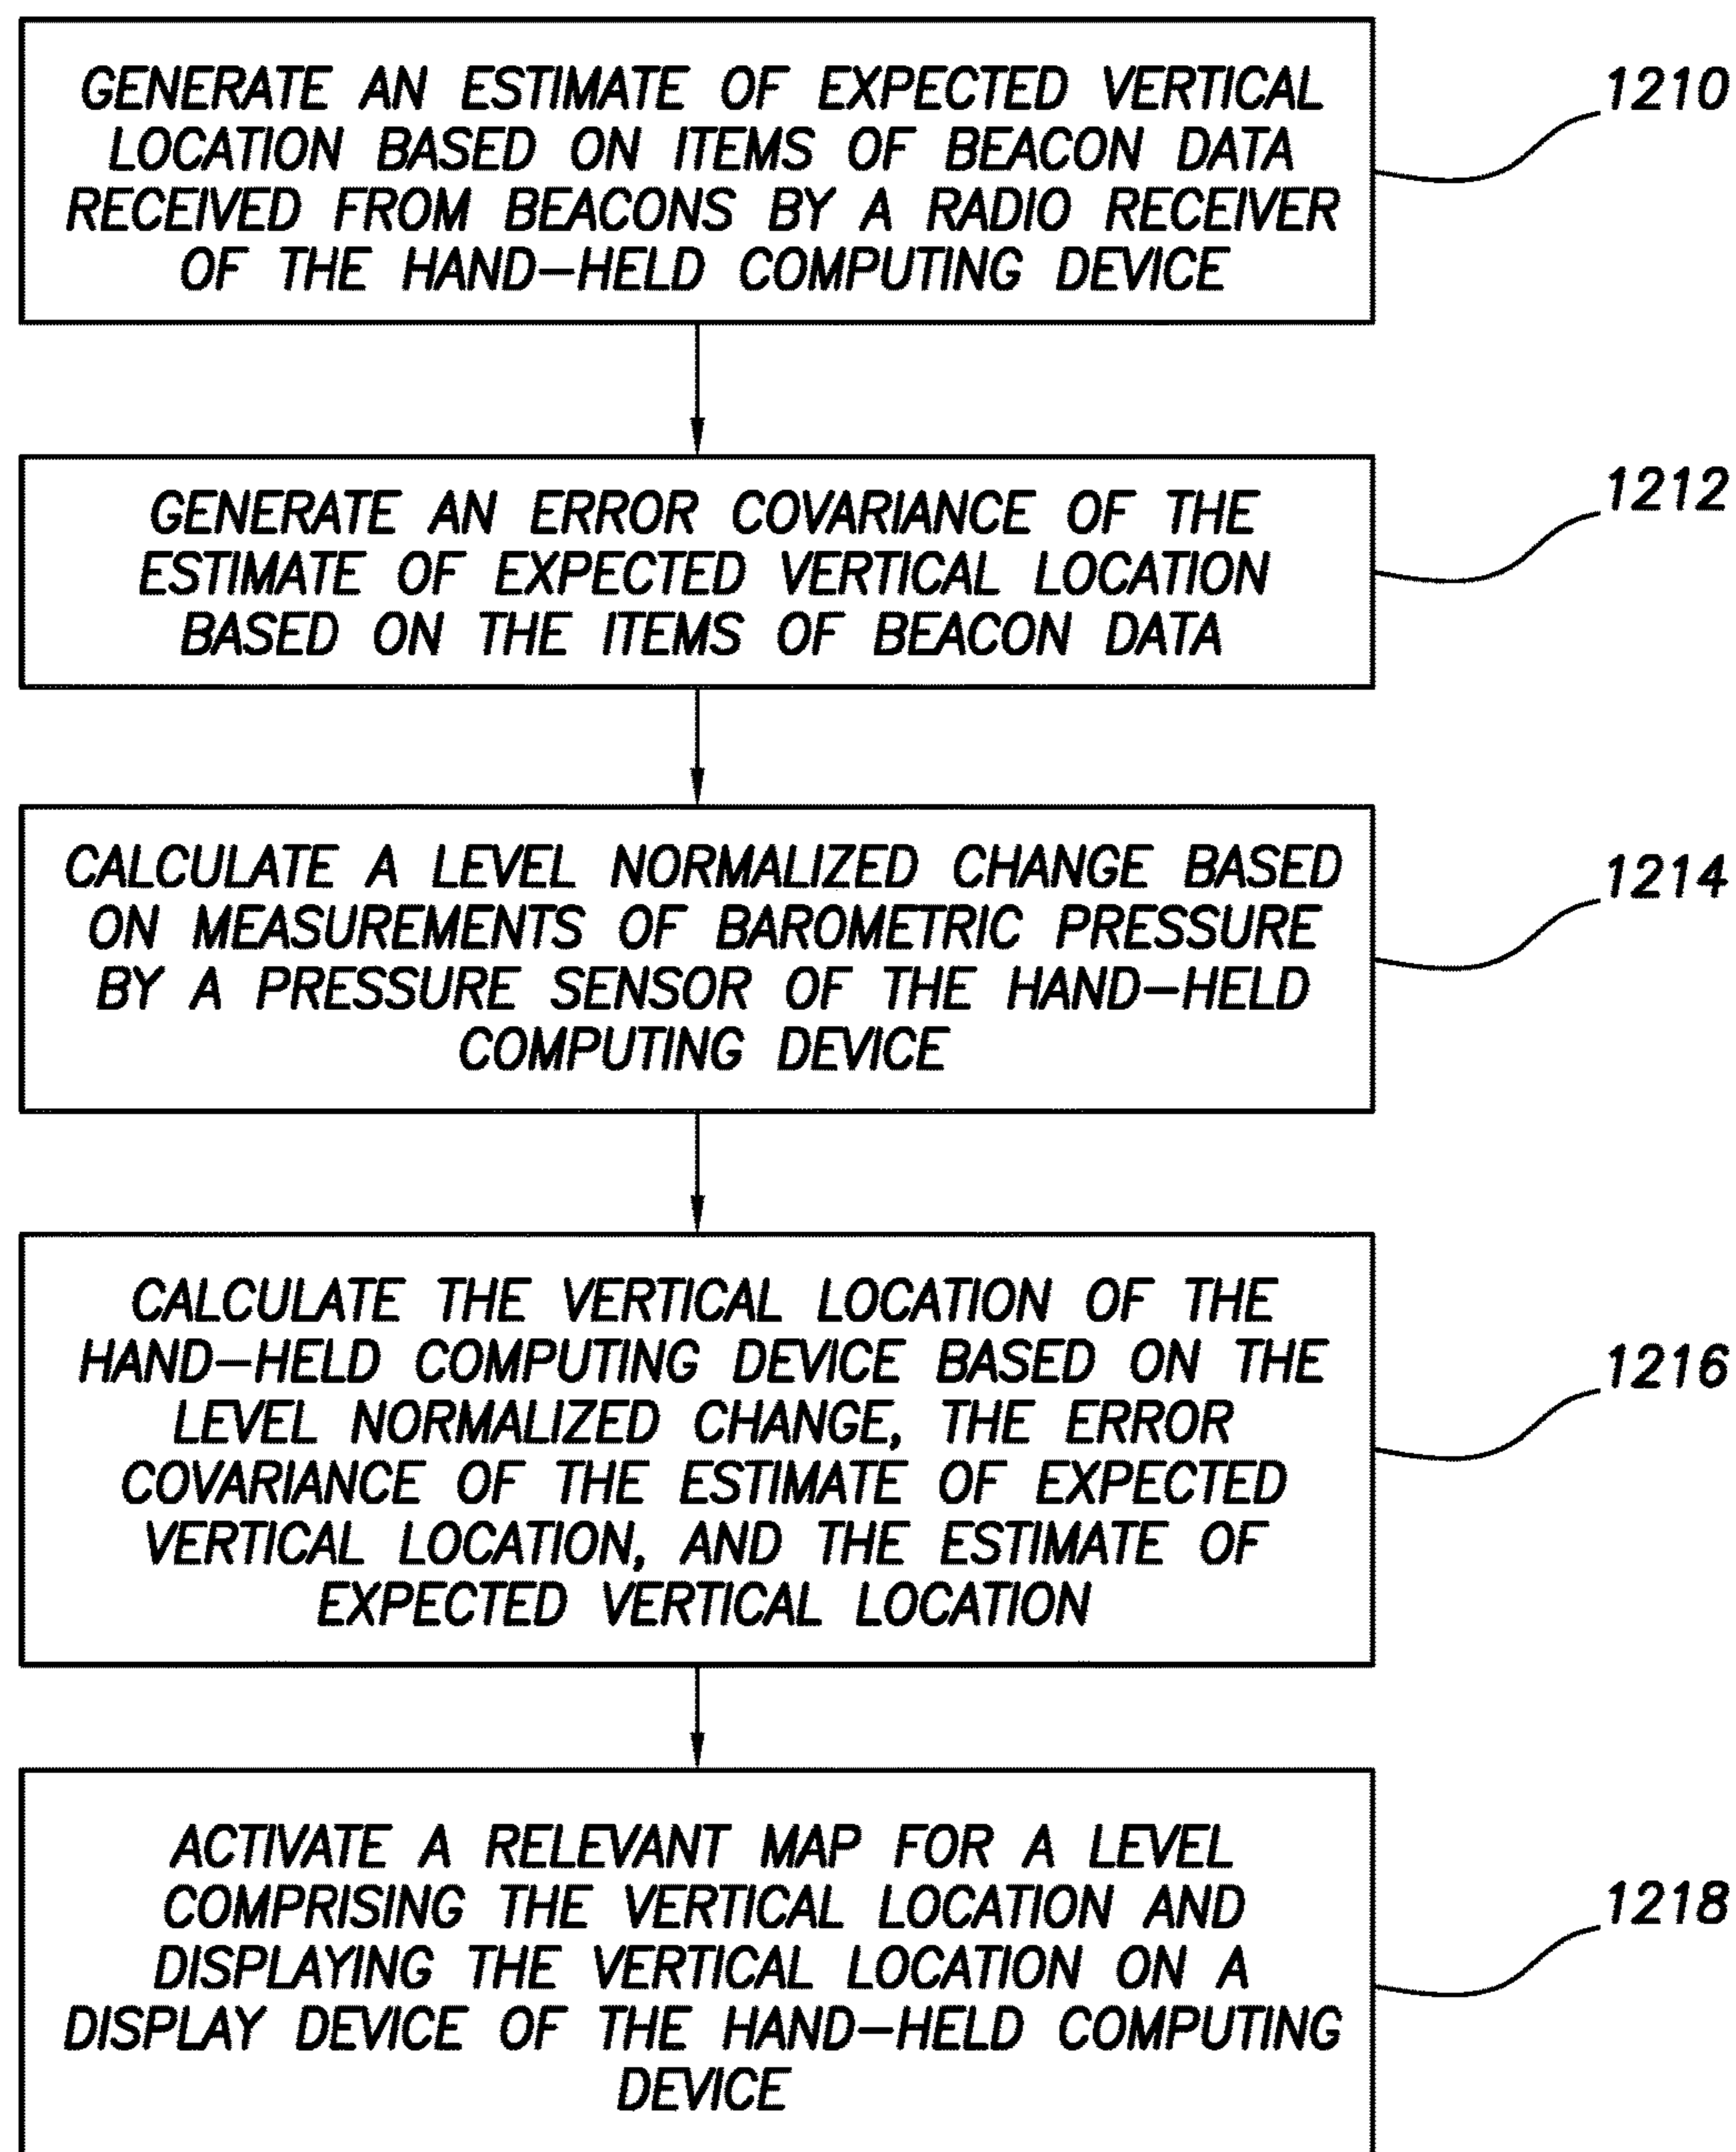 GENERATE AN ESTIMATE OF EXPECTED VERTICAL
LOCATION BASED ON ITEMS OF BEACON DATA
RECEIVED FROM BEACONS BY A RADIO RECEIVER
OF THE HAND-HELD COMPUTING DEVICE
1210
GENERATE AN ERROR COVARIANCE OF THE
ESTIMATE OF EXPECTED VERTICAL LOCATION
BASED ON THE ITEMS OF BEACON DATA
1212
CALCULATE A LEVEL NORMALIZED CHANGE BASED
ON MEASUREMENTS OF BAROMETRIC PRESSURE
BY A PRESSURE SENSOR OF THE HAND-HELD
COMPUTING DEVICE
1214
CALCULATE THE VERTICAL LOCATION OF THE
HAND-HELD COMPUTING DEVICE BASED ON THE
LEVEL NORMALIZED CHANGE, THE ERROR
COVARIANCE OF THE ESTIMATE OF EXPECTED
VERTICAL LOCATION, AND THE ESTIMATE OF
EXPECTED VERTICAL LOCATION
1216
ACTIVATE A RELEVANT MAP FOR A LEVEL
COMPRISING THE VERTICAL LOCATION AND
DISPLAYING THE VERTICAL LOCATION ON A
DISPLAY DEVICE OF THE HAND-HELD COMPUTING
DEVICE
1218